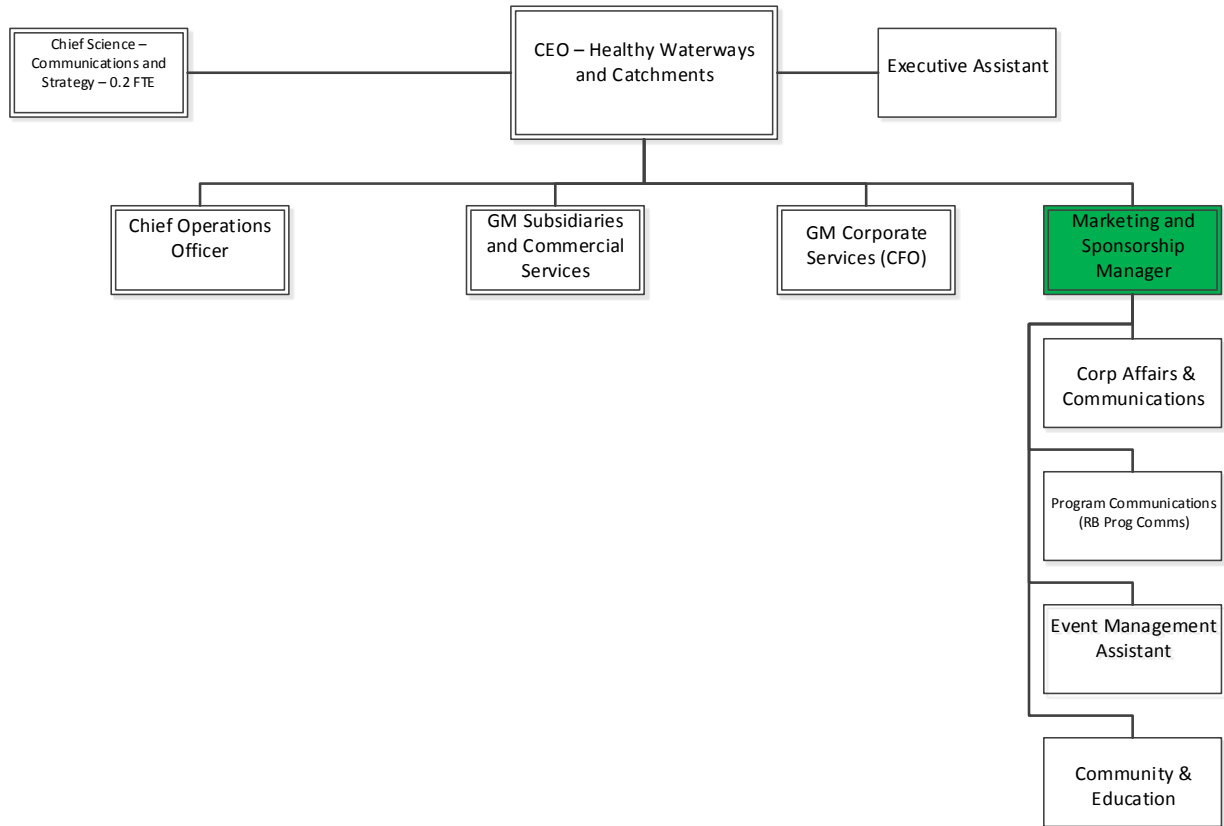 Chief Science –
Communications and
Strategy – 0.2 FTE
CEO – Healthy Waterways
and Catchments
Executive Assistant
Chief Operations
Officer
GM Subsidiaries
and Commercial
Services
GM Corporate
Services (CFO)
Marketing and
Sponsorship
Manager
Corp Affairs &
Communications
Program Communications
(RB Prog Comms)
Event Management
Assistant
Community &
Education